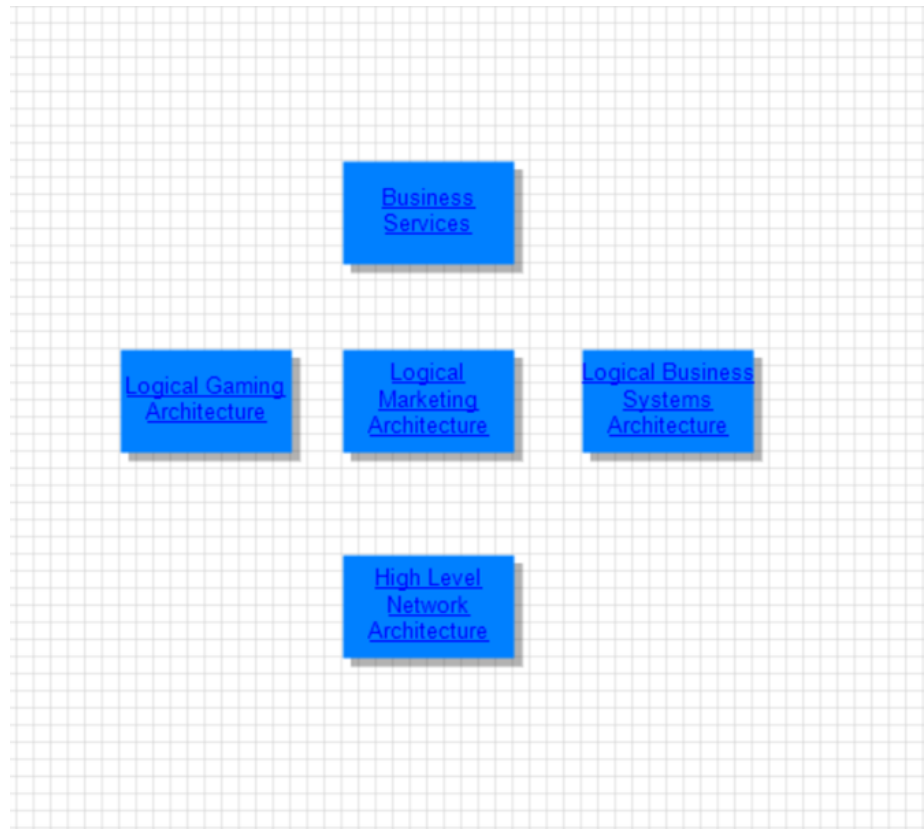 Business
Services
Logical Gaming
Architecture
Logical
Marketing
Architecture
Logical Business
Systems
Architecture
High Level
Network
Architecture